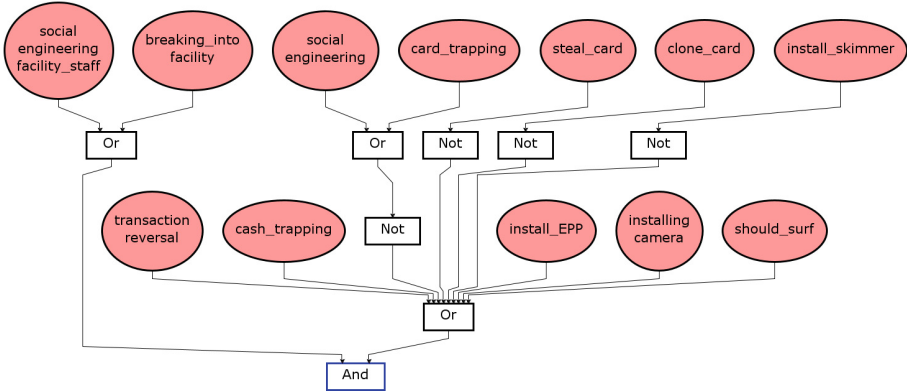 social
engineering
facility_staff
breaking_into
facility
social
engineering
card_trapping
steal_card
clone_card
install_skimmer
Or
Or
Not
Not
Not
transaction
reversal
cash_trapping
Not
install_EPP
installing
camera
should_surf
Or
And